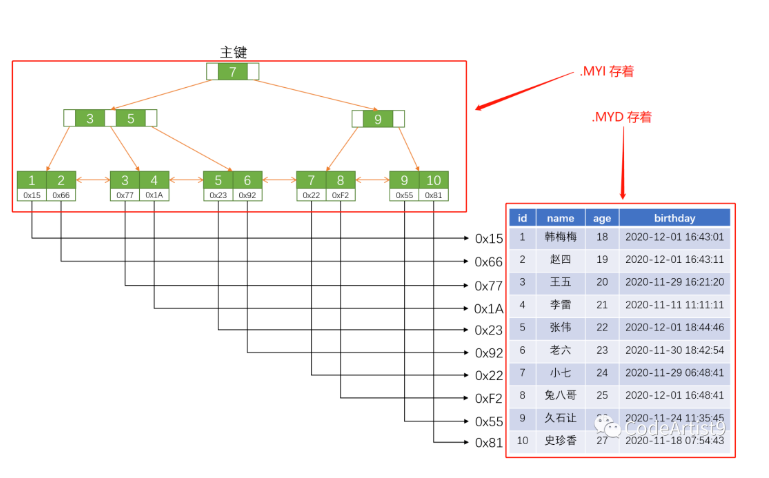 主键
.MYI 存着
7
.MYD 存着
3 5
9
1 2 3 4 5 6 7 8 9 10
0x15 0x66 0x77 0x1A 0x23 0x92 0x22 0xF2 0x55 0x81
id name age birthday
0x15 1 韩梅梅 18 2020-12-01 16:43:01
0x66 2 赵四 19 2020-12-01 16:43:11
0x77 3 王五 20 2020-11-29 16:21:20
0x1A 4 李雷 21 2020-11-11 11:11:11
0x23 5 张伟 22 2020-12-01 18:44:46
0x92 6 老六 23 2020-11-30 18:42:54
0x22 7 小七 24 2020-11-29 06:48:41
0xF2 8 兔八哥 25 2020-12-01 16:48:41
0x55 9 久石让 2020-11-24 11:35:45
0x81 10 史珍香 27 2020-11-18 07:54:43
CodeArtist9